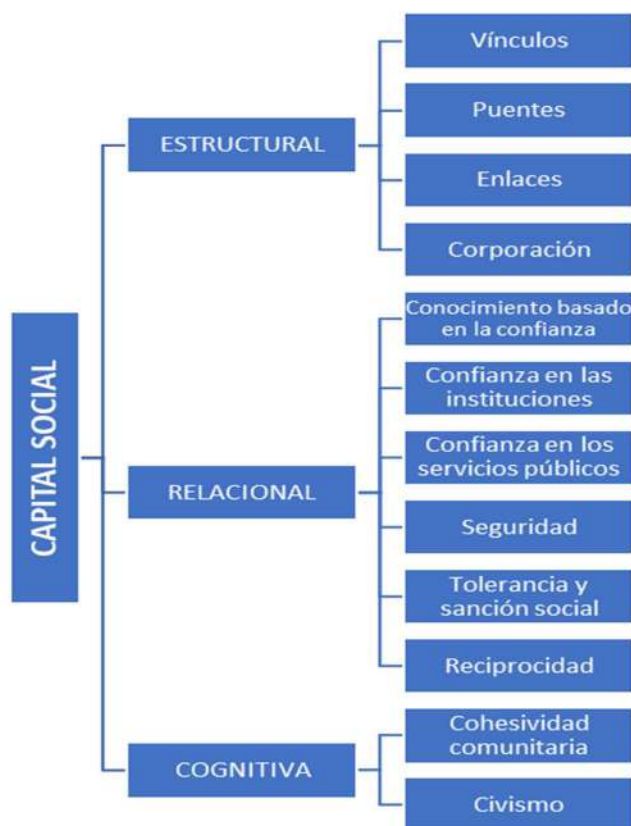 CAPITAL SOCIAL
ESTRUCTURAL
Vínculos
Puentes
Enlaces
Corporación
RELACIONAL
Conocimiento basado
en la confianza
Confianza en las
instituciones
Confianza en los
servicios públicos
Seguridad
Tolerancia y
sanción social
Reciprocidad
COGNITIVA
Cohesividad
comunitaria
Civismo